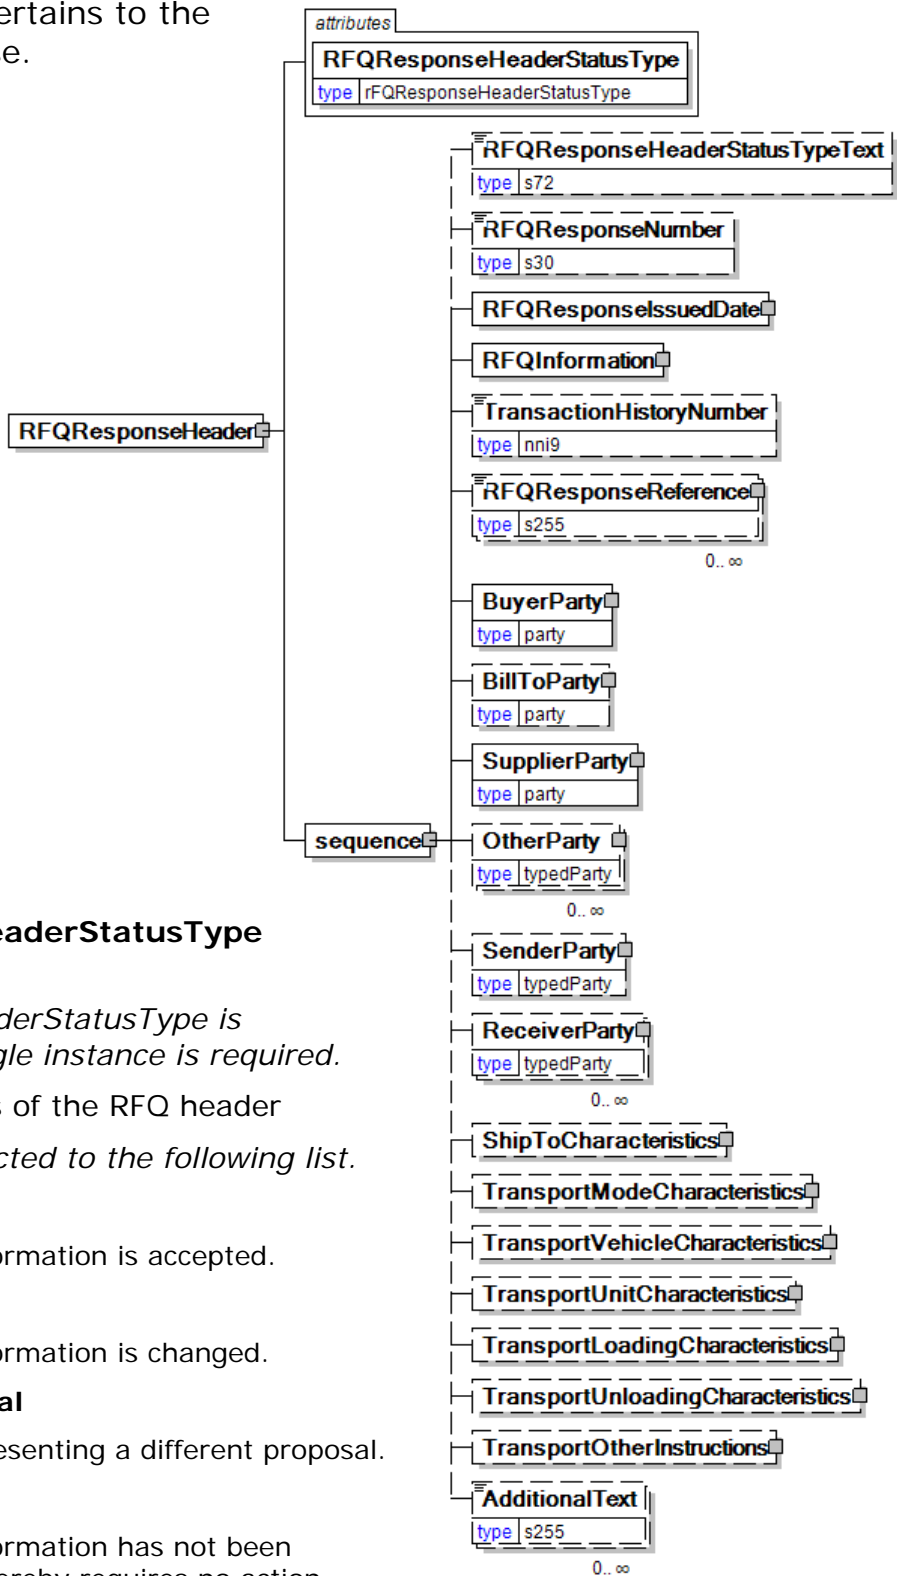 ertains to the
e.
attributes
RFQResponseHeaderStatusType
type rFQResponseHeaderStatusType
RFQResponseHeaderStatusTypeText
type s72
RFQResponseNumber
type s30
RFQResponseIssuedDate
RFQInformation
TransactionHistoryNumber
type nni9
RFQResponseHeader
RFQResponseReference
type s255
0.. ∞
BuyerParty
type party
BillToParty
type party
SupplierParty
type party
sequence
OtherParty
type typedParty
0.. ∞
SenderParty
type typedParty
ReceiverParty
type typedParty
0.. ∞
ShipToCharacteristics
TransportModeCharacteristics
TransportVehicleCharacteristics
TransportUnitCharacteristics
TransportLoadingCharacteristics
TransportUnloadingCharacteristics
TransportOtherInstructions
AdditionalText
type s255
0.. ∞
eaderStatusType
derStatusType is
gle instance is required.
s of the RFQ header
cted to the following list.
ormation is accepted.
ormation is changed.
al
esenting a different proposal.
ormation has not been
ereby requires no action